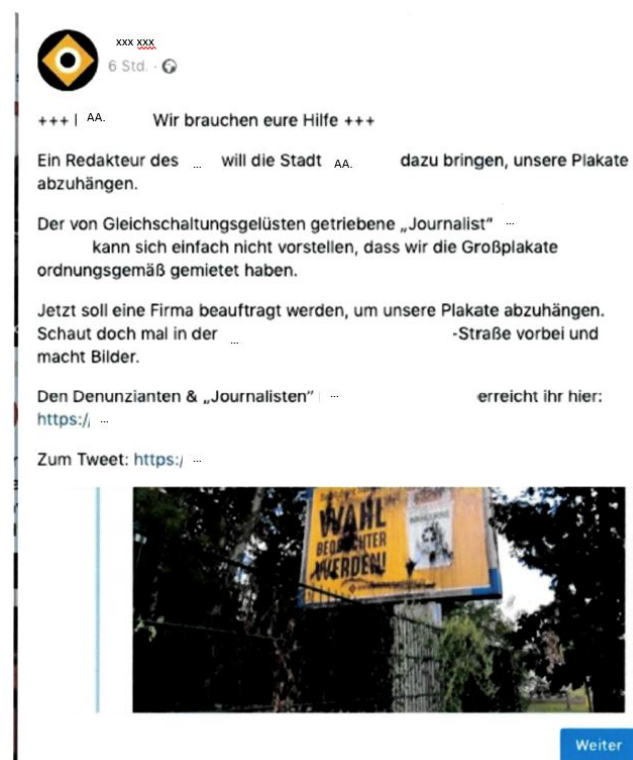 xxx xxx
6 Std. ·
+++ | AA. Wir brauchen eure Hilfe +++
Ein Redakteur des ... will die Stadt AA. dazu bringen, unsere Plakate
abzuhängen.
Der von Gleichschaltungsgelüsten getriebene „Journalist” ...
kann sich einfach nicht vorstellen, dass wir die Großplakate
ordnungsgemäß gemietet haben.
Jetzt soll eine Firma beauftragt werden, um unsere Plakate abzuhängen.
Schaut doch mal in der ... -Straße vorbei und
macht Bilder.
Den Denunzianten & „Journalisten” ... erreicht ihr hier:
https:/ ...
Zum Tweet: https:/ ...
WAHL
BEOBACHTER
WERDEN!
Weiter